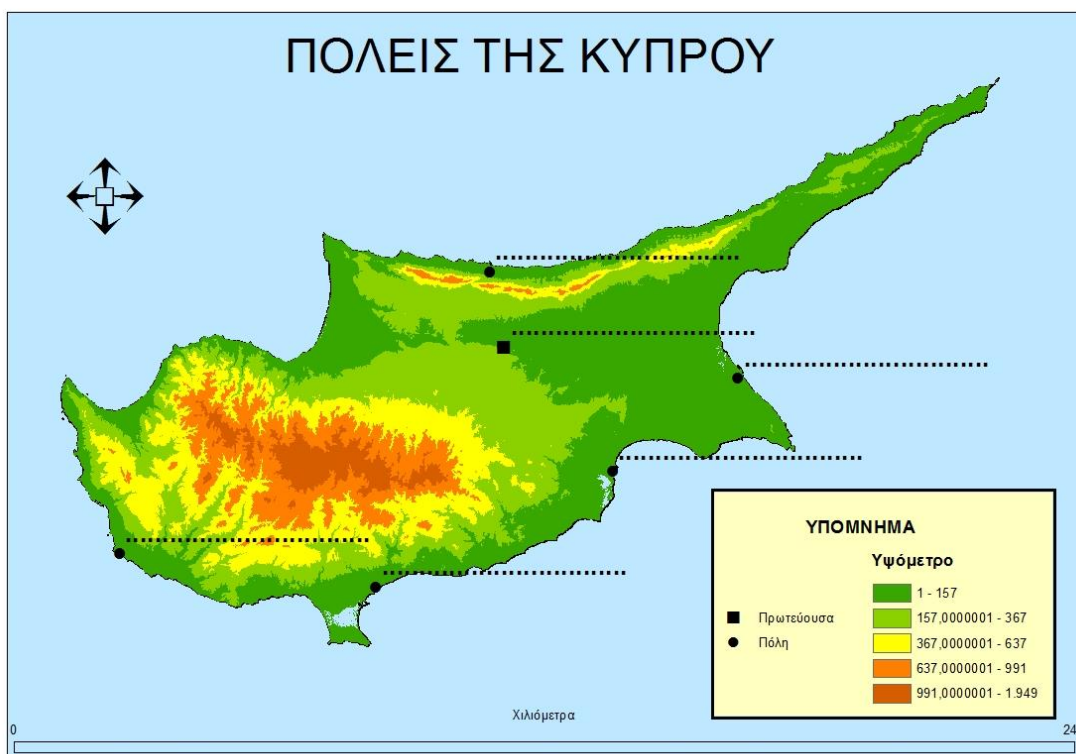 ΠΟΛΕΙΣ ΤΗΣ ΚΥΠΡΟΥ
ΥΠΟΜΝΗΜΑ
Υψόμετρο
1 - 157
Πρωτεύουσα
157,0000001 - 367
Πόλη
367,0000001 - 637
637,0000001 - 991
991,0000001 - 1.949
Χιλιόμετρα
0
24